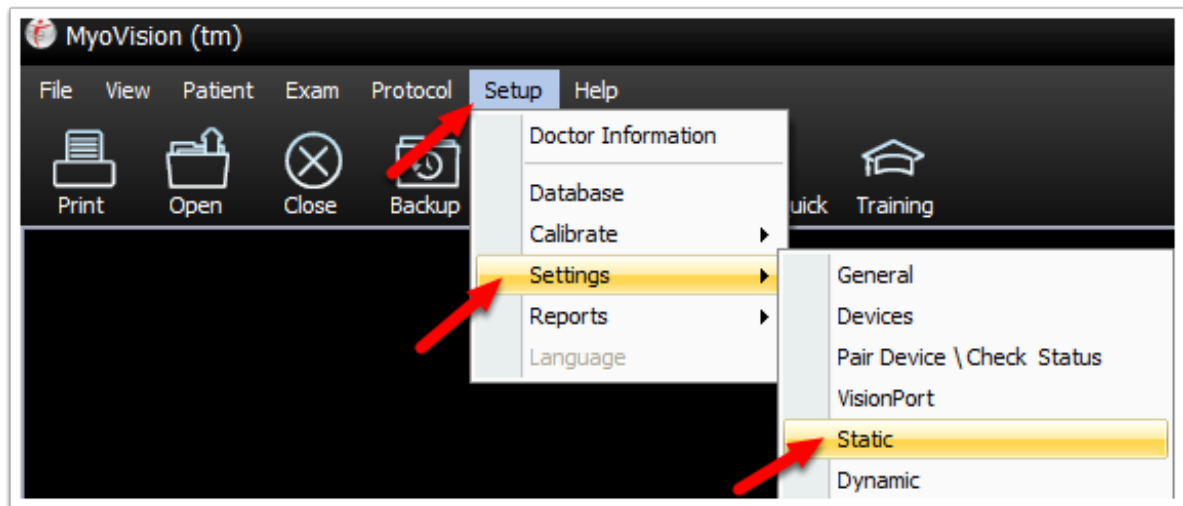 MyoVision (tm)
File View Patient Exam Protocol Setup Help
Print Open Close Backup uick Training
Doctor Information
Database
Calibrate
Settings
Reports
Language
General
Devices
Pair Device \ Check Status
VisionPort
Static
Dynamic